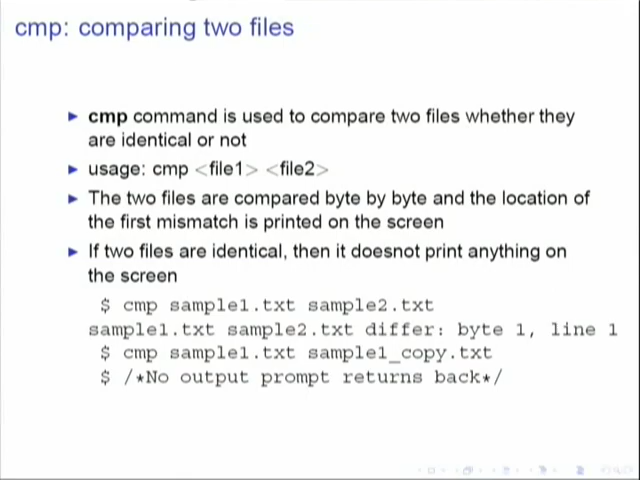 cmp: comparing two files
cmp command is used to compare two files whether they
are identical or not
usage: cmp <file1> <file2>
The two files are compared byte by byte and the location of
the first mismatch is printed on the screen
If two files are identical, then it doesnot print anything on
the screen
$ cmp sample1.txt sample2.txt
sample1.txt sample2.txt differ: byte 1, line 1
$ cmp sample1.txt sample1_copy.txt
$ /*No output prompt returns back*/